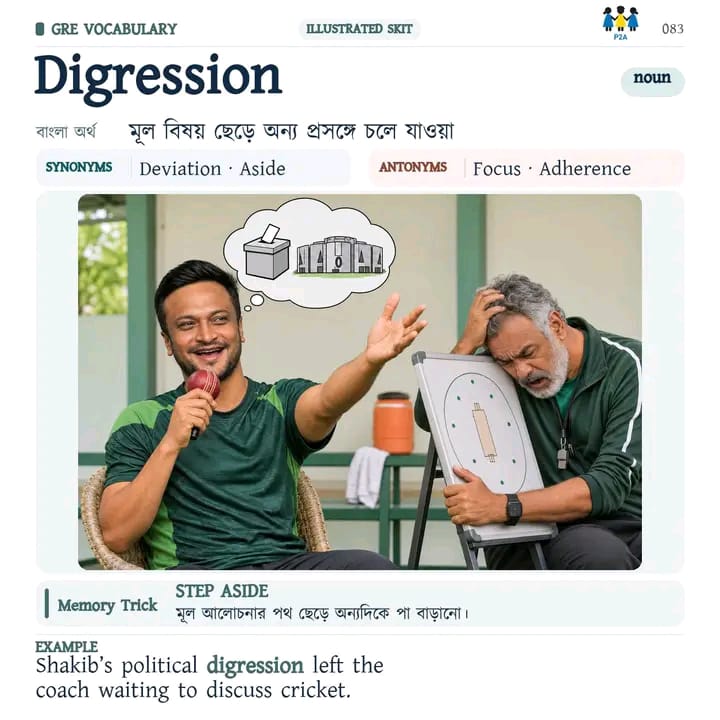 GRE VOCABULARY
ILLUSTRATED SKIT
P2A
083
Digression
noun
বাংলা অর্থ মূল বিষয় ছেড়ে অন্য প্রসঙ্গে চলে যাওয়া
SYNONYMS Deviation · Aside
ANTONYMS Focus · Adherence
Memory Trick
STEP ASIDE
মূল আলোচনার পথ ছেড়ে অন্যদিকে পা বাড়ানো।
EXAMPLE
Shakib's political digression left the
coach waiting to discuss cricket.